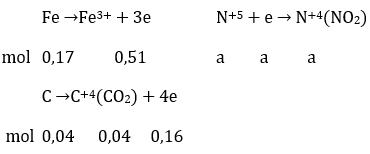 Fe →Fe³⁺ + 3e N⁺⁵ + e → N⁺⁴(NO₂)
mol 0,17 0,51 a a a
C →C⁺⁴(CO₂) + 4e
mol 0,04 0,04 0,16